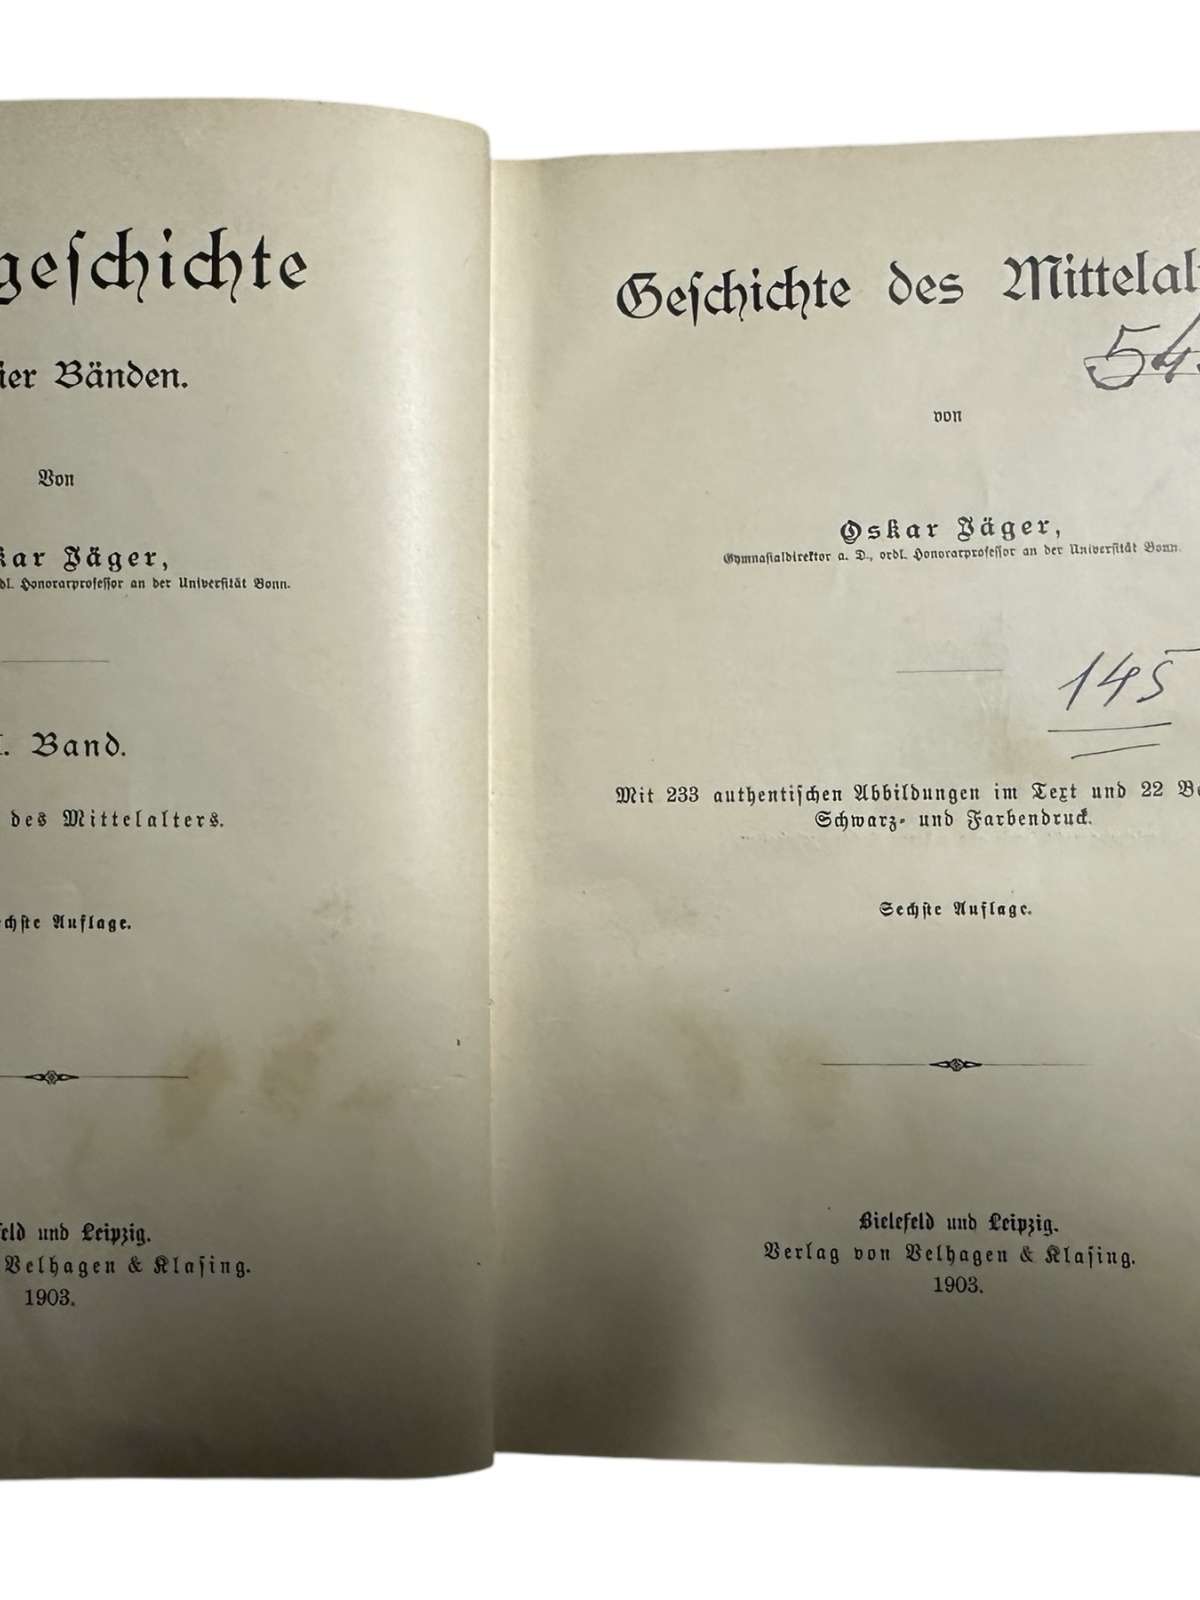 geschichte
ier Bänden.
Von
kar Jäger,
dl. Honorarprofessor an der Universität Bonn.
I. Band.
des Mittelalters.
chste Auflage.
feld und Leipzig.
Velhagen & Klasing.
1903.
Geschichte des Mittelalt
54
von
Oskar Jäger,
Gymnasialdirektor a. D., ordl. Honorarprofessor an der Universität Bonn.
145
Mit 233 authentischen Abbildungen im Text und 22 Be
Schwarz- und Farbendruck.
Sechste Auflage.
Bielefeld und Leipzig.
Verlag von Velhagen & Klasing.
1903.